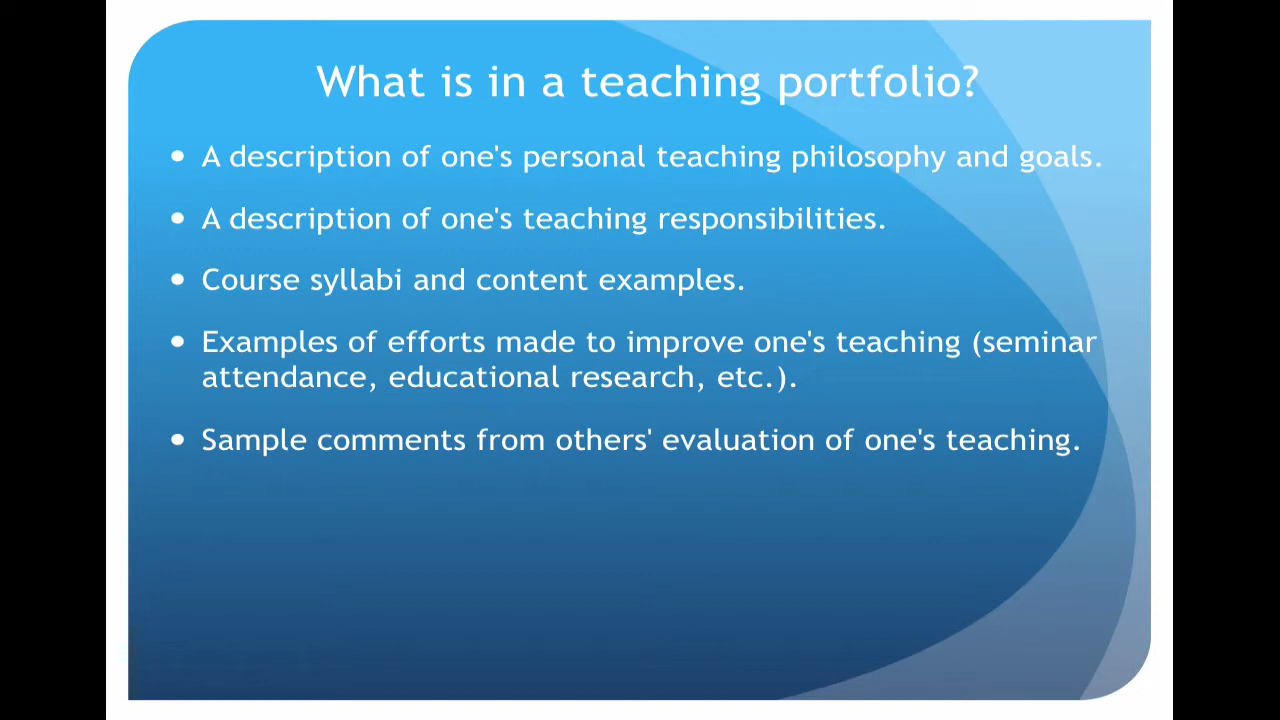 What is in a teaching portfolio?
• A description of one's personal teaching philosophy and goals.
• A description of one's teaching responsibilities.
• Course syllabi and content examples.
• Examples of efforts made to improve one's teaching (seminar
attendance, educational research, etc.).
• Sample comments from others' evaluation of one's teaching.